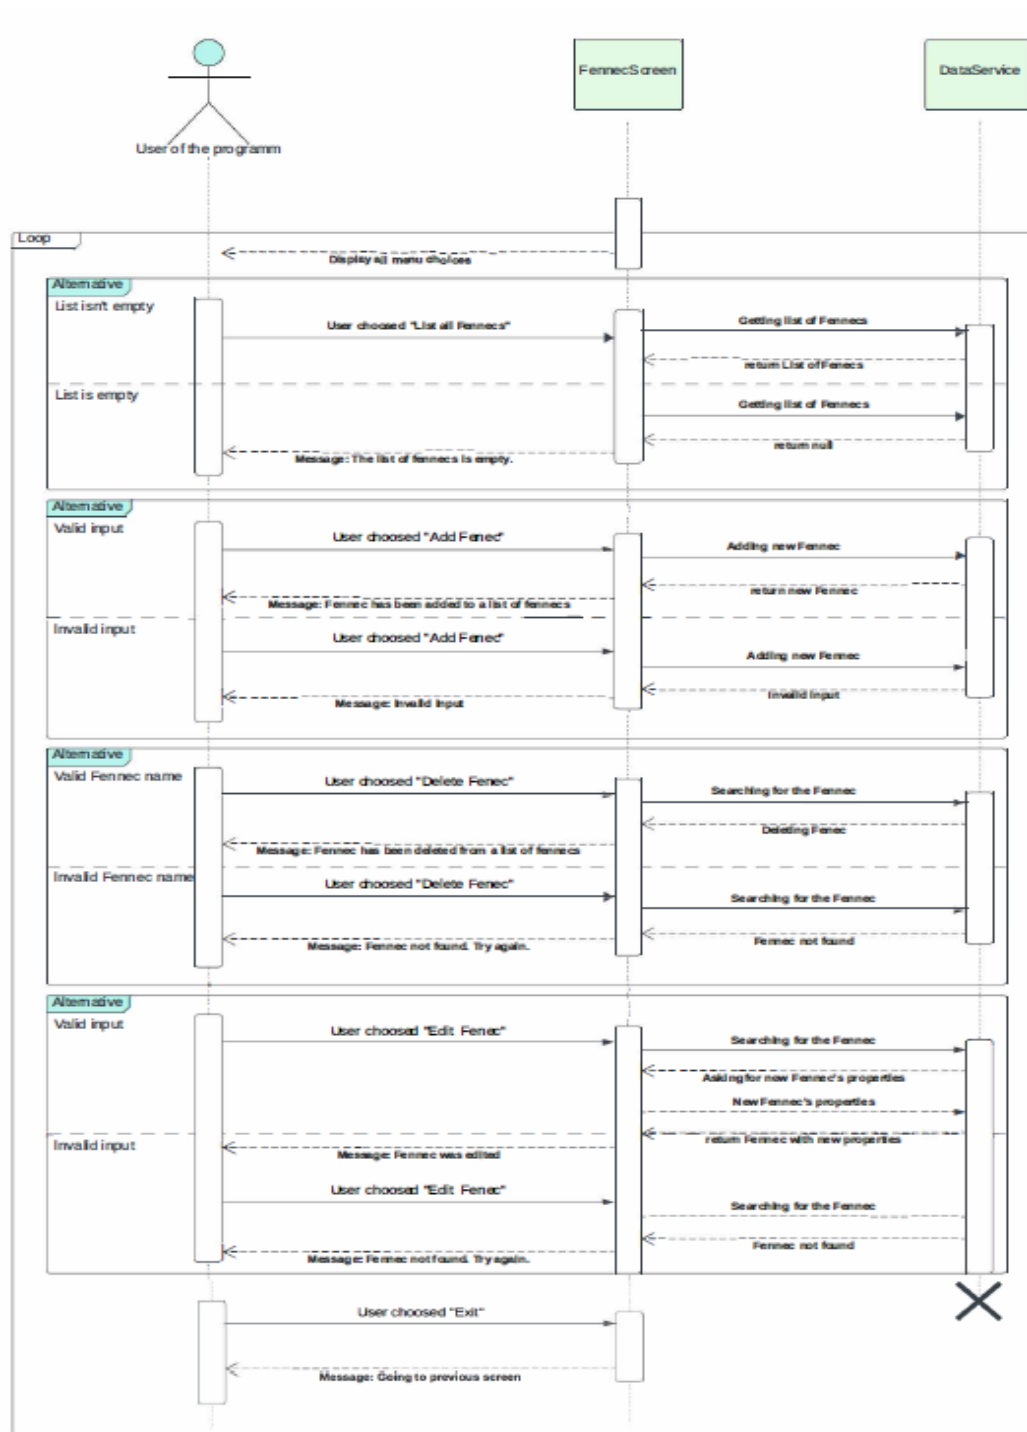 FennecScreen
DataService
User of the programm
Loop
Display all menu choices
Alternative
List isn't empty
User choosed "List all Fennecs"
Getting list of Fennecs
return List of Fenecs
List is empty
Getting list of Fennecs
return null
Message: The list of fennecs is empty.
Alternative
Valid input
User choosed "Add Fenec"
Adding new Fennec
return new Fennec
Message: Fennec has been added to a list of fennecs
Invalid input
User choosed "Add Fenec"
Adding new Fennec
Invalid Input
Message: Invalid Input
Alternative
Valid Fennec name
User choosed "Delete Fenec"
Searching for the Fennec
Deleting Fenec
Message: Fennec has been deleted from a list of fennecs
Invalid Fennec name
User choosed "Delete Fenec"
Searching for the Fennec
Fennec not found
Message: Fennec not found. Try again.
Alternative
Valid input
User choosed "Edit Fenec"
Searching for the Fennec
Asking for new Fennec's properties
New Fennec's properties
return Fennec with new properties
Invalid input
Message: Fennec was edited
User choosed "Edit Fenec"
Searching for the Fennec
Fennec not found
Message: Fennec not found. Try again.
User choosed "Exit"
Message: Going to previous screen